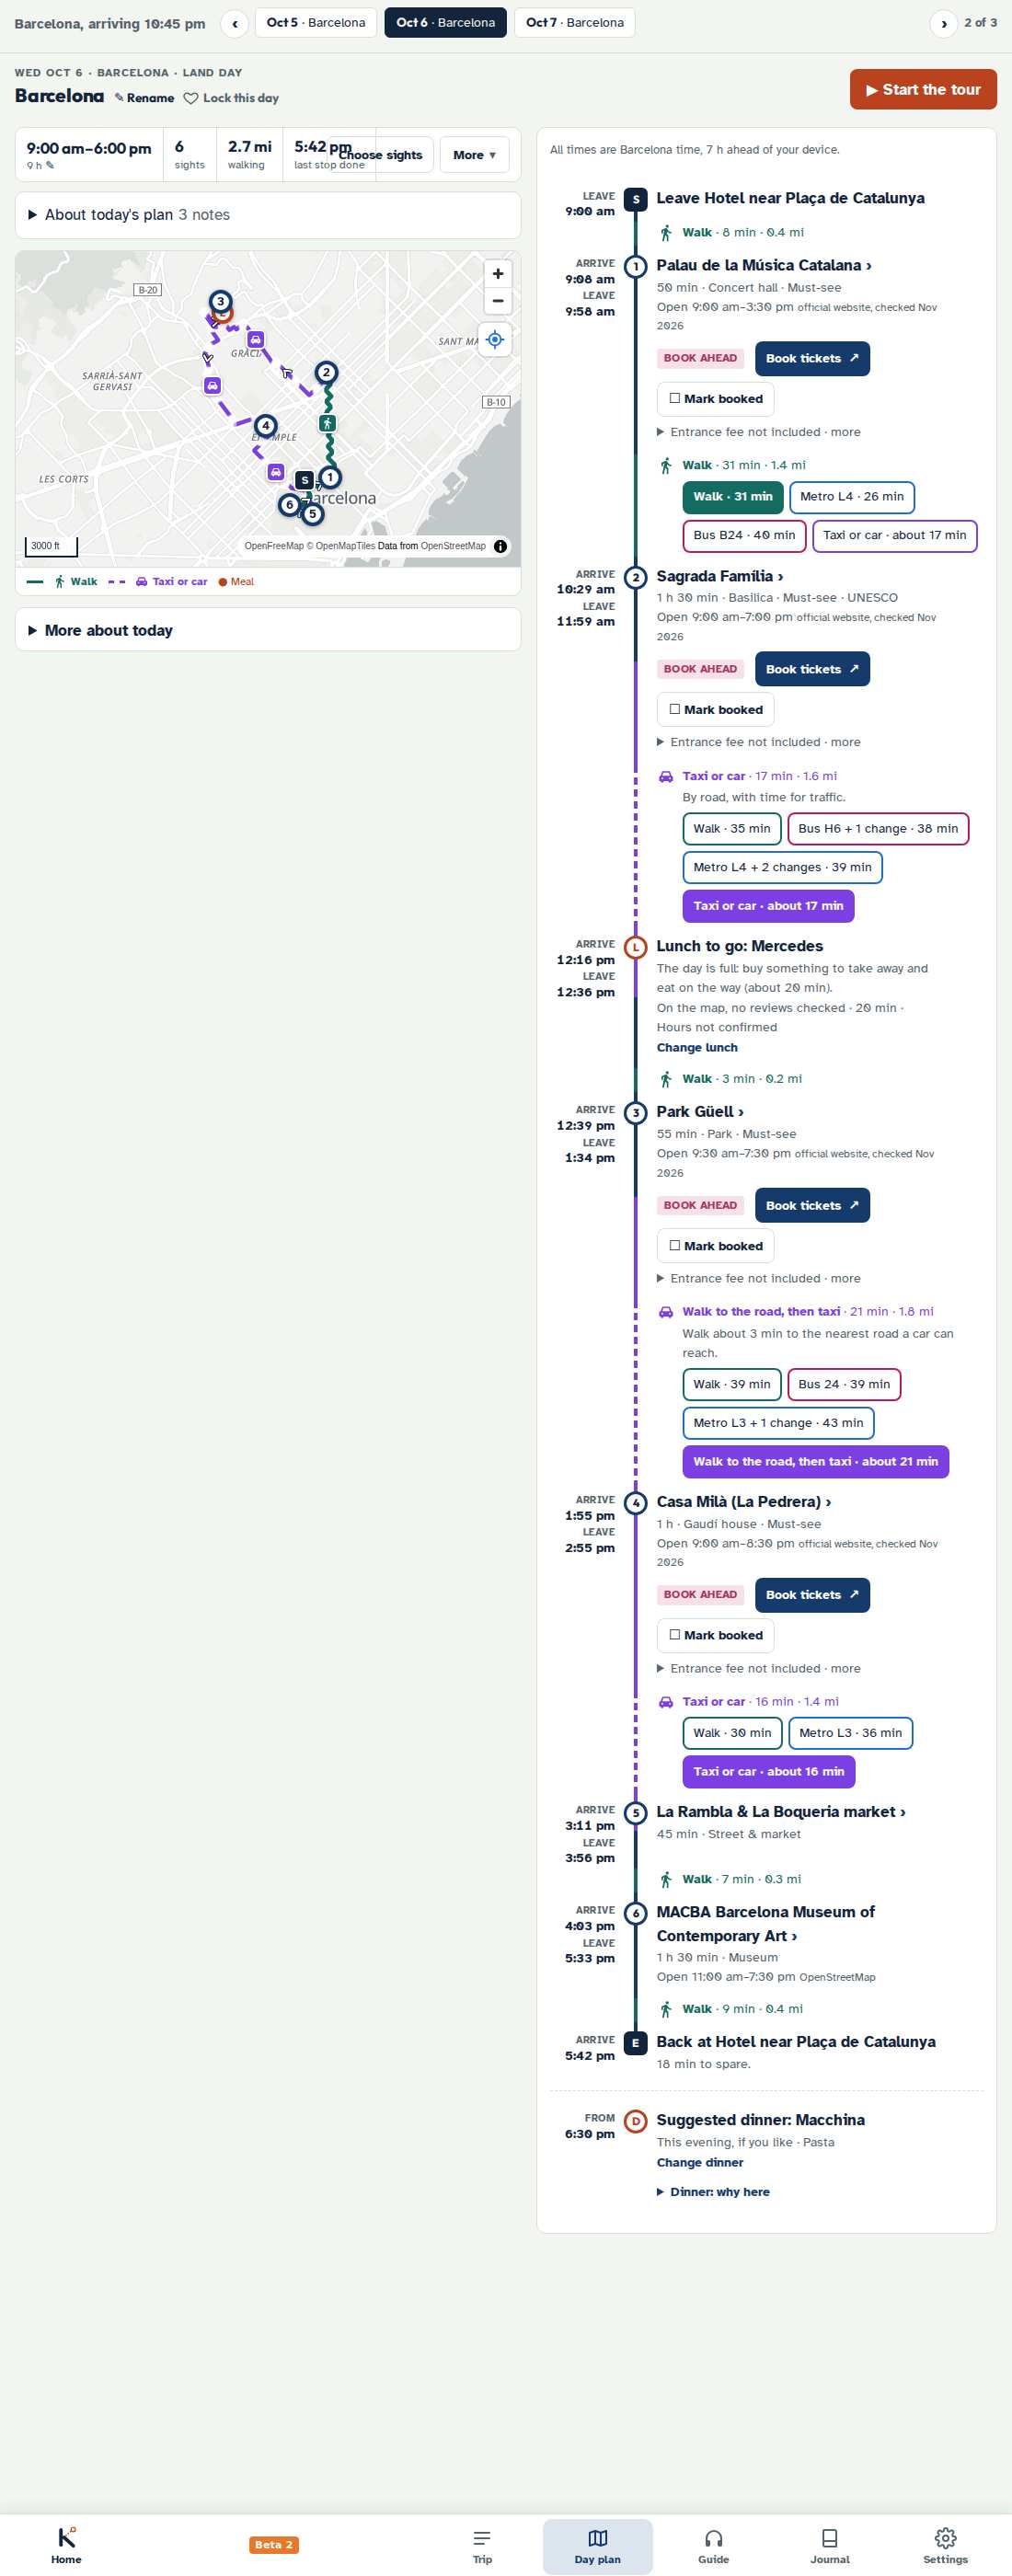 Barcelona, arriving 10:45 pm
‹
Oct 5 · Barcelona
Oct 6 · Barcelona
Oct 7 · Barcelona
›
2 of 3
WED OCT 6 · BARCELONA · LAND DAY
Barcelona
✎ Rename
Lock this day
▶ Start the tour
9:00 am–6:00 pm
9 h ✎
6
sights
2.7 mi
walking
5:42 pm
last stop done
Choose sights
More ▾
▶ About today's plan 3 notes
B-20
3
GRÀCIA
SANT MA
SARRIÀ-SANT
GERVASI
2
B-10
4
LES CORTS
S
1
arcelona
6
5
+
−
3000 ft
OpenFreeMap © OpenMapTiles Data from OpenStreetMap
Walk
Taxi or car
Meal
▶ More about today
All times are Barcelona time, 7 h ahead of your device.
LEAVE
9:00 am
S
Leave Hotel near Plaça de Catalunya
Walk · 8 min · 0.4 mi
ARRIVE
9:08 am
LEAVE
9:58 am
1
Palau de la Música Catalana ›
50 min · Concert hall · Must-see
Open 9:00 am–3:30 pm official website, checked Nov
2026
BOOK AHEAD
Book tickets ↗
☐ Mark booked
▶ Entrance fee not included · more
Walk · 31 min · 1.4 mi
Walk · 31 min
Metro L4 · 26 min
Bus B24 · 40 min
Taxi or car · about 17 min
ARRIVE
10:29 am
LEAVE
11:59 am
2
Sagrada Família ›
1 h 30 min · Basilica · Must-see · UNESCO
Open 9:00 am–7:00 pm official website, checked Nov
2026
BOOK AHEAD
Book tickets ↗
☐ Mark booked
▶ Entrance fee not included · more
Taxi or car · 17 min · 1.6 mi
By road, with time for traffic.
Walk · 35 min
Bus H6 + 1 change · 38 min
Metro L4 + 2 changes · 39 min
Taxi or car · about 17 min
ARRIVE
12:16 pm
LEAVE
12:36 pm
L
Lunch to go: Mercedes
The day is full: buy something to take away and
eat on the way (about 20 min).
On the map, no reviews checked · 20 min ·
Hours not confirmed
Change lunch
Walk · 3 min · 0.2 mi
ARRIVE
12:39 pm
LEAVE
1:34 pm
3
Park Güell ›
55 min · Park · Must-see
Open 9:30 am–7:30 pm official website, checked Nov
2026
BOOK AHEAD
Book tickets ↗
☐ Mark booked
▶ Entrance fee not included · more
Walk to the road, then taxi · 21 min · 1.8 mi
Walk about 3 min to the nearest road a car can
reach.
Walk · 39 min
Bus 24 · 39 min
Metro L3 + 1 change · 43 min
Walk to the road, then taxi · about 21 min
ARRIVE
1:55 pm
LEAVE
2:55 pm
4
Casa Milà (La Pedrera) ›
1 h · Gaudí house · Must-see
Open 9:00 am–8:30 pm official website, checked Nov
2026
BOOK AHEAD
Book tickets ↗
☐ Mark booked
▶ Entrance fee not included · more
Taxi or car · 16 min · 1.4 mi
Walk · 30 min
Metro L3 · 36 min
Taxi or car · about 16 min
ARRIVE
3:11 pm
LEAVE
3:56 pm
5
La Rambla & La Boqueria market ›
45 min · Street & market
Walk · 7 min · 0.3 mi
ARRIVE
4:03 pm
LEAVE
5:33 pm
6
MACBA Barcelona Museum of
Contemporary Art ›
1 h 30 min · Museum
Open 11:00 am–7:30 pm OpenStreetMap
Walk · 9 min · 0.4 mi
ARRIVE
5:42 pm
E
Back at Hotel near Plaça de Catalunya
18 min to spare.
FROM
6:30 pm
D
Suggested dinner: Macchina
This evening, if you like · Pasta
Change dinner
▶ Dinner: why here
Home
Beta 2
Trip
Day plan
Guide
Journal
Settings